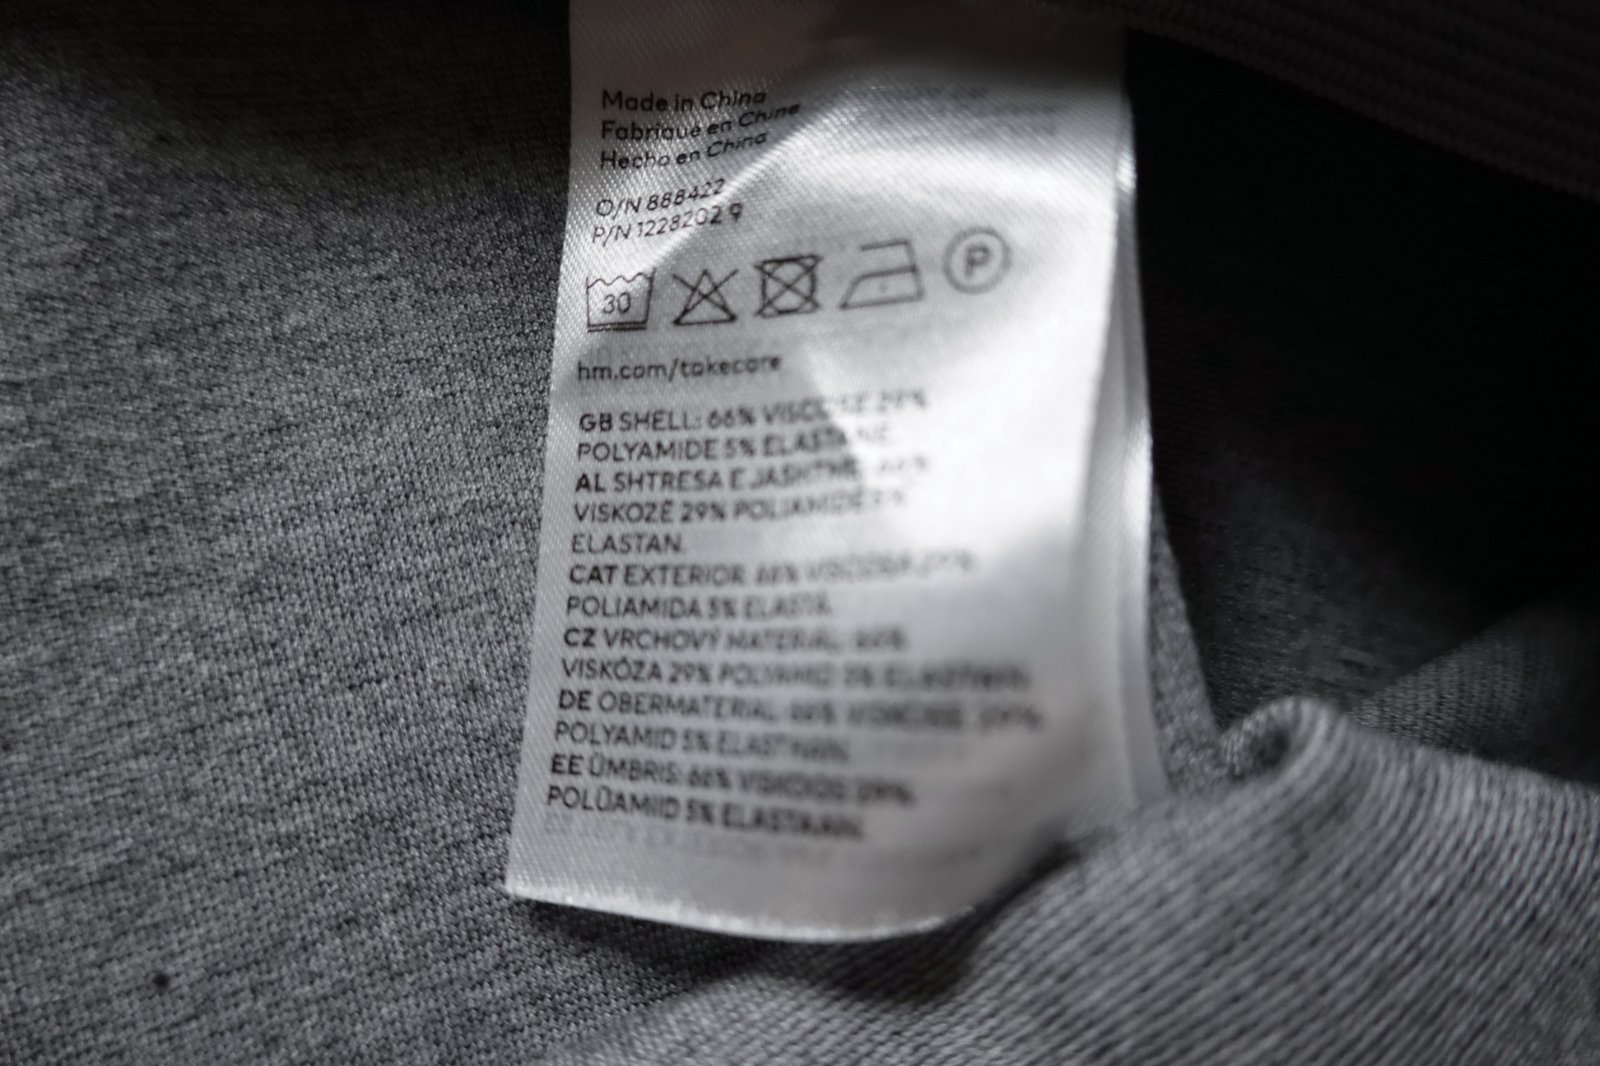 Made in China
Fabriqué en Chine
Hecho en China
O/N 888422
P/N 1228202 9
30
P
hm.com/takecare
GB SHELL: 66% VISCOSE 29%
POLYAMIDE 5% ELASTANE
AL SHTRESA E JASHTME: 66%
VISKOZË 29% POLIAMIDË 5%
ELASTAN.
CAT EXTERIOR: 66% VISCOSA 29%
POLIAMIDA 5% ELASTÀ.
CZ VRCHOVÝ MATERIÁL: 66%
VISKÓZA 29% POLYAMID 5% ELASTHAN.
DE OBERMATERIAL: 66% VISKOSE 29%
POLYAMID 5% ELASTHAN.
EE ÜMBRIS: 66% VISKOOS 29%
POLÜAMIID 5% ELASTAAN.